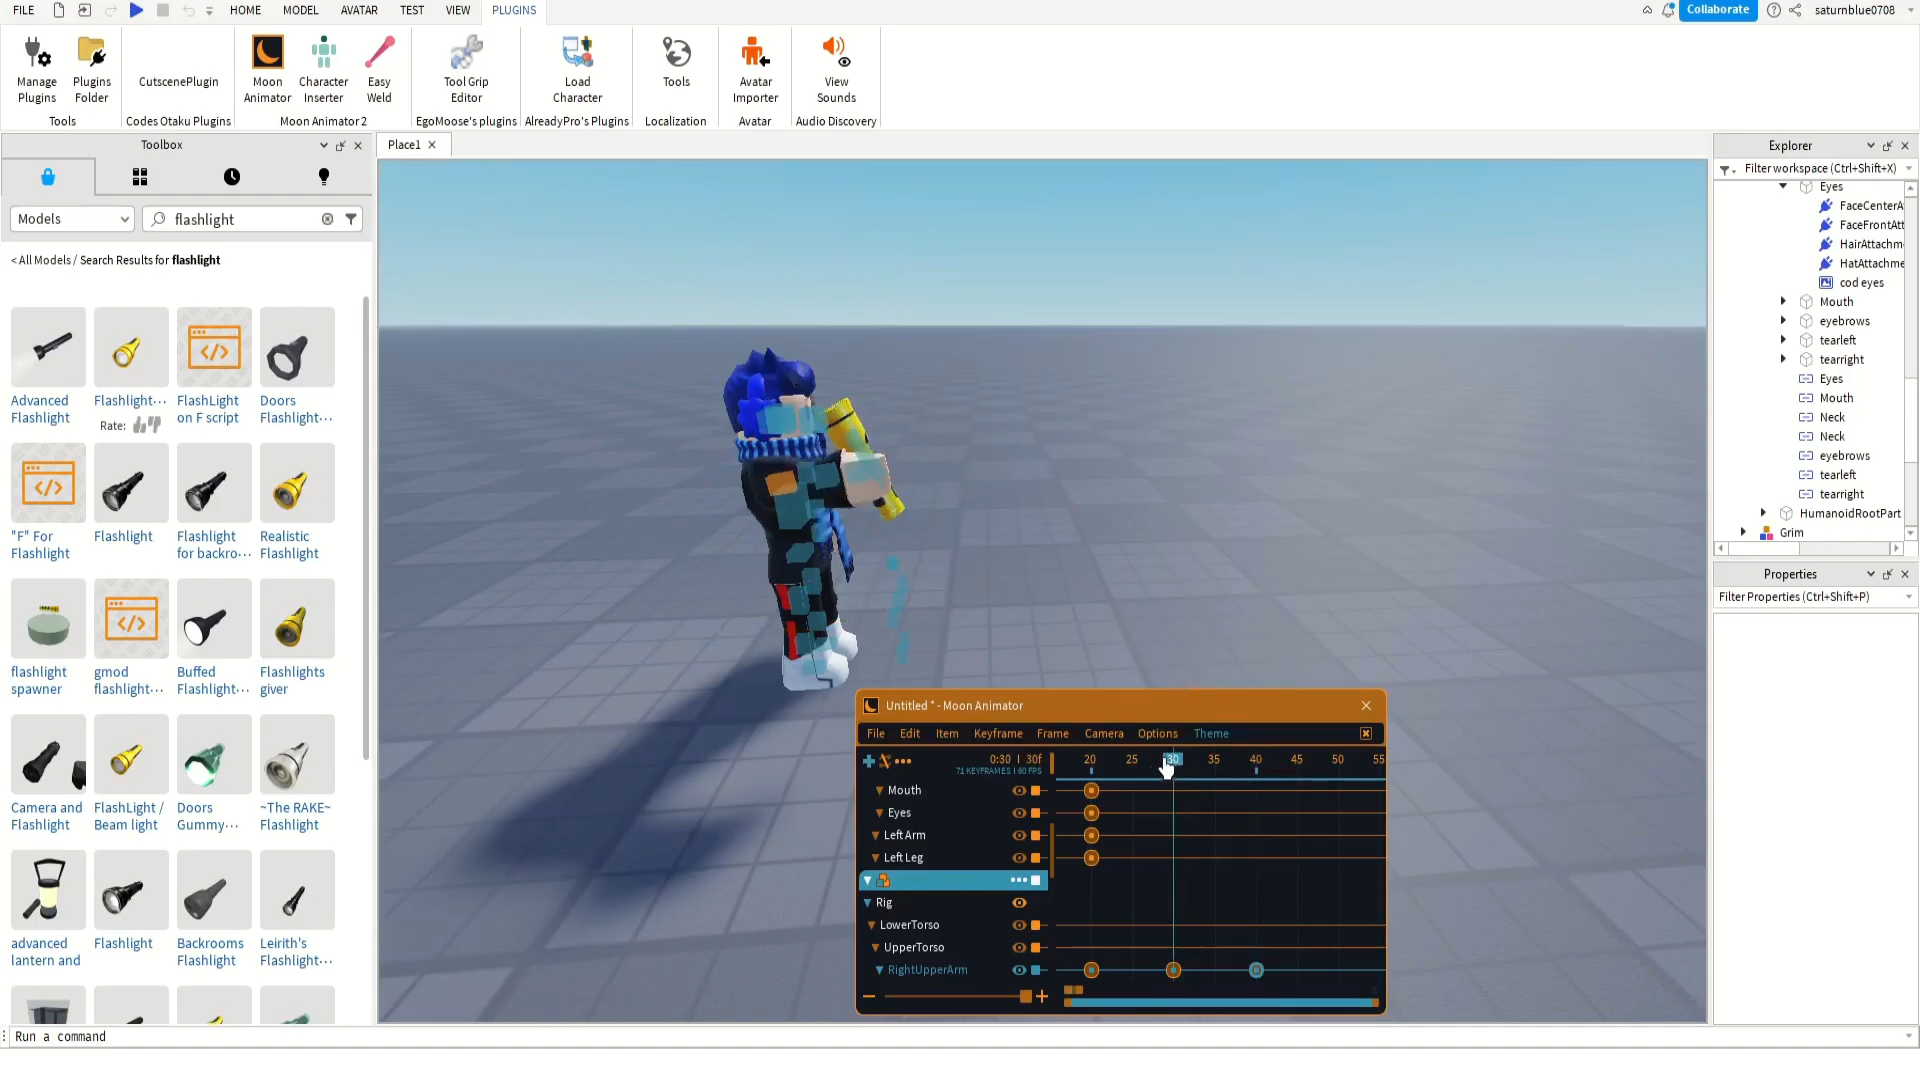 FILE HOME MODEL AVATAR TEST VIEW PLUGINS Collaborate saturnblue0708
Manage Plugins
Plugins Folder
CutscenePlugin
Moon Animator
Character Inserter
Easy Weld
Tool Grip Editor
Load Character
Tools
Avatar Importer
View Sounds
Tools Codes Otaku Plugins Moon Animator 2 EgoMoose's plugins AlreadyPro's Plugins Localization Avatar Audio Discovery
Toolbox
Models flashlight
< All Models / Search Results for flashlight
Advanced Flashlight
Flashlight...
Rate:
FlashLight on F script
Doors Flashlight...
"F" For Flashlight
Flashlight
Flashlight for backro...
Realistic Flashlight
flashlight spawner
gmod flashlight...
Buffed Flashlight...
Flashlights giver
Camera and Flashlight
FlashLight / Beam light
Doors Gummy...
~The RAKE~ Flashlight
advanced lantern and
Flashlight
Backrooms Flashlight
Leirith's Flashlight...
Place1
Untitled * - Moon Animator
File Edit Item Keyframe Frame Camera Options Theme
0:30 | 30f
71 KEYFRAMES | 60 FPS
20 25 30 35 40 45 50 55
Mouth
Eyes
Left Arm
Left Leg
Rig
LowerTorso
UpperTorso
RightUpperArm
Explorer
Filter workspace (Ctrl+Shift+X)
Eyes
FaceCenterA
FaceFrontAtt
HairAttachm
HatAttachme
cod eyes
Mouth
eyebrows
tearleft
tearright
Eyes
Mouth
Neck
Neck
eyebrows
tearleft
tearright
HumanoidRootPart
Grim
Properties
Filter Properties (Ctrl+Shift+P)
Run a command